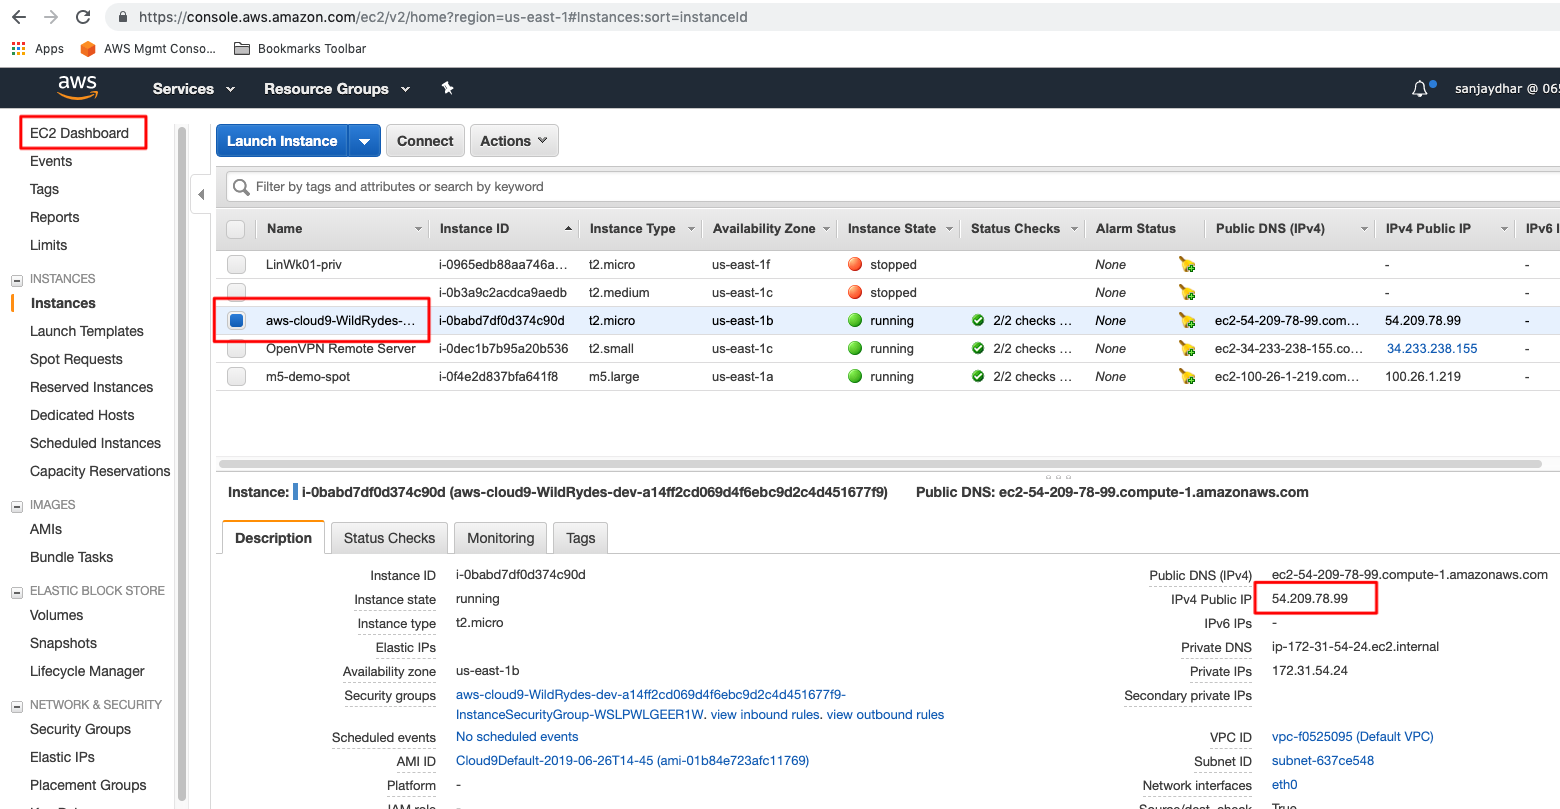 https://console.aws.amazon.com/ec2/v2/home?region=us-east-1#Instances:sort=instanceId
Apps AWS Mgmt Conso... Bookmarks Toolbar
aws Services Resource Groups sanjaydhar @ 065
EC2 Dashboard
Events
Tags
Reports
Limits
INSTANCES
Instances
Launch Templates
Spot Requests
Reserved Instances
Dedicated Hosts
Scheduled Instances
Capacity Reservations
IMAGES
AMIs
Bundle Tasks
ELASTIC BLOCK STORE
Volumes
Snapshots
Lifecycle Manager
NETWORK & SECURITY
Security Groups
Elastic IPs
Placement Groups
Launch Instance Connect Actions
Filter by tags and attributes or search by keyword
Name Instance ID Instance Type Availability Zone Instance State Status Checks Alarm Status Public DNS (IPv4) IPv4 Public IP IPv6 I
LinWk01-priv i-0965edb88aa746a... t2.micro us-east-1f stopped None - -
i-0b3a9c2acdca9aedb t2.medium us-east-1c stopped None - -
aws-cloud9-WildRydes-... i-0babd7df0d374c90d t2.micro us-east-1b running 2/2 checks ... None ec2-54-209-78-99.com... 54.209.78.99 -
OpenVPN Remote Server i-0dec1b7b95a20b536 t2.small us-east-1c running 2/2 checks ... None ec2-34-233-238-155.co... 34.233.238.155 -
m5-demo-spot i-0f4e2d837bfa641f8 m5.large us-east-1a running 2/2 checks ... None ec2-100-26-1-219.com... 100.26.1.219 -
Instance: i-0babd7df0d374c90d (aws-cloud9-WildRydes-dev-a14ff2cd069d4f6ebc9d2c4d451677f9) Public DNS: ec2-54-209-78-99.compute-1.amazonaws.com
Description Status Checks Monitoring Tags
Instance ID i-0babd7df0d374c90d
Instance state running
Instance type t2.micro
Elastic IPs
Availability zone us-east-1b
Security groups aws-cloud9-WildRydes-dev-a14ff2cd069d4f6ebc9d2c4d451677f9-
InstanceSecurityGroup-WSLPWLGEER1W. view inbound rules. view outbound rules
Scheduled events No scheduled events
AMI ID Cloud9Default-2019-06-26T14-45 (ami-01b84e723afc11769)
Platform -
IAM role -
Public DNS (IPv4) ec2-54-209-78-99.compute-1.amazonaws.com
IPv4 Public IP 54.209.78.99
IPv6 IPs -
Private DNS ip-172-31-54-24.ec2.internal
Private IPs 172.31.54.24
Secondary private IPs
VPC ID vpc-f0525095 (Default VPC)
Subnet ID subnet-637ce548
Network interfaces eth0
Source/dest. check True